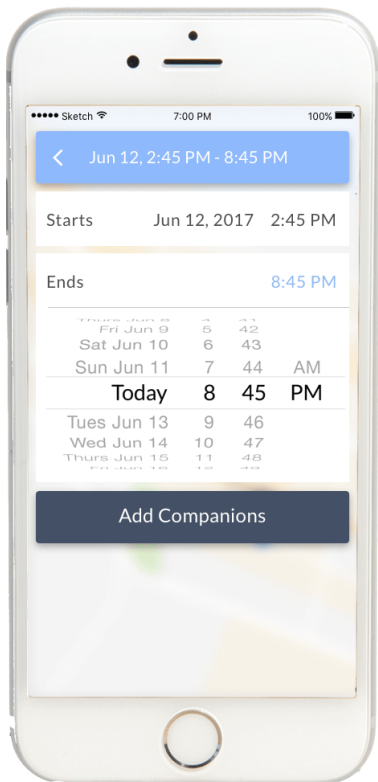 Sketch 7:00 PM 100%
Jun 12, 2:45 PM - 8:45 PM
Starts Jun 12, 2017 2:45 PM
Ends 8:45 PM
Fri Jun 9 5 42
Sat Jun 10 6 43
Sun Jun 11 7 44 AM
Today 8 45 PM
Tues Jun 13 9 46
Wed Jun 14 10 47
Thurs Jun 15 11 48
Add Companions